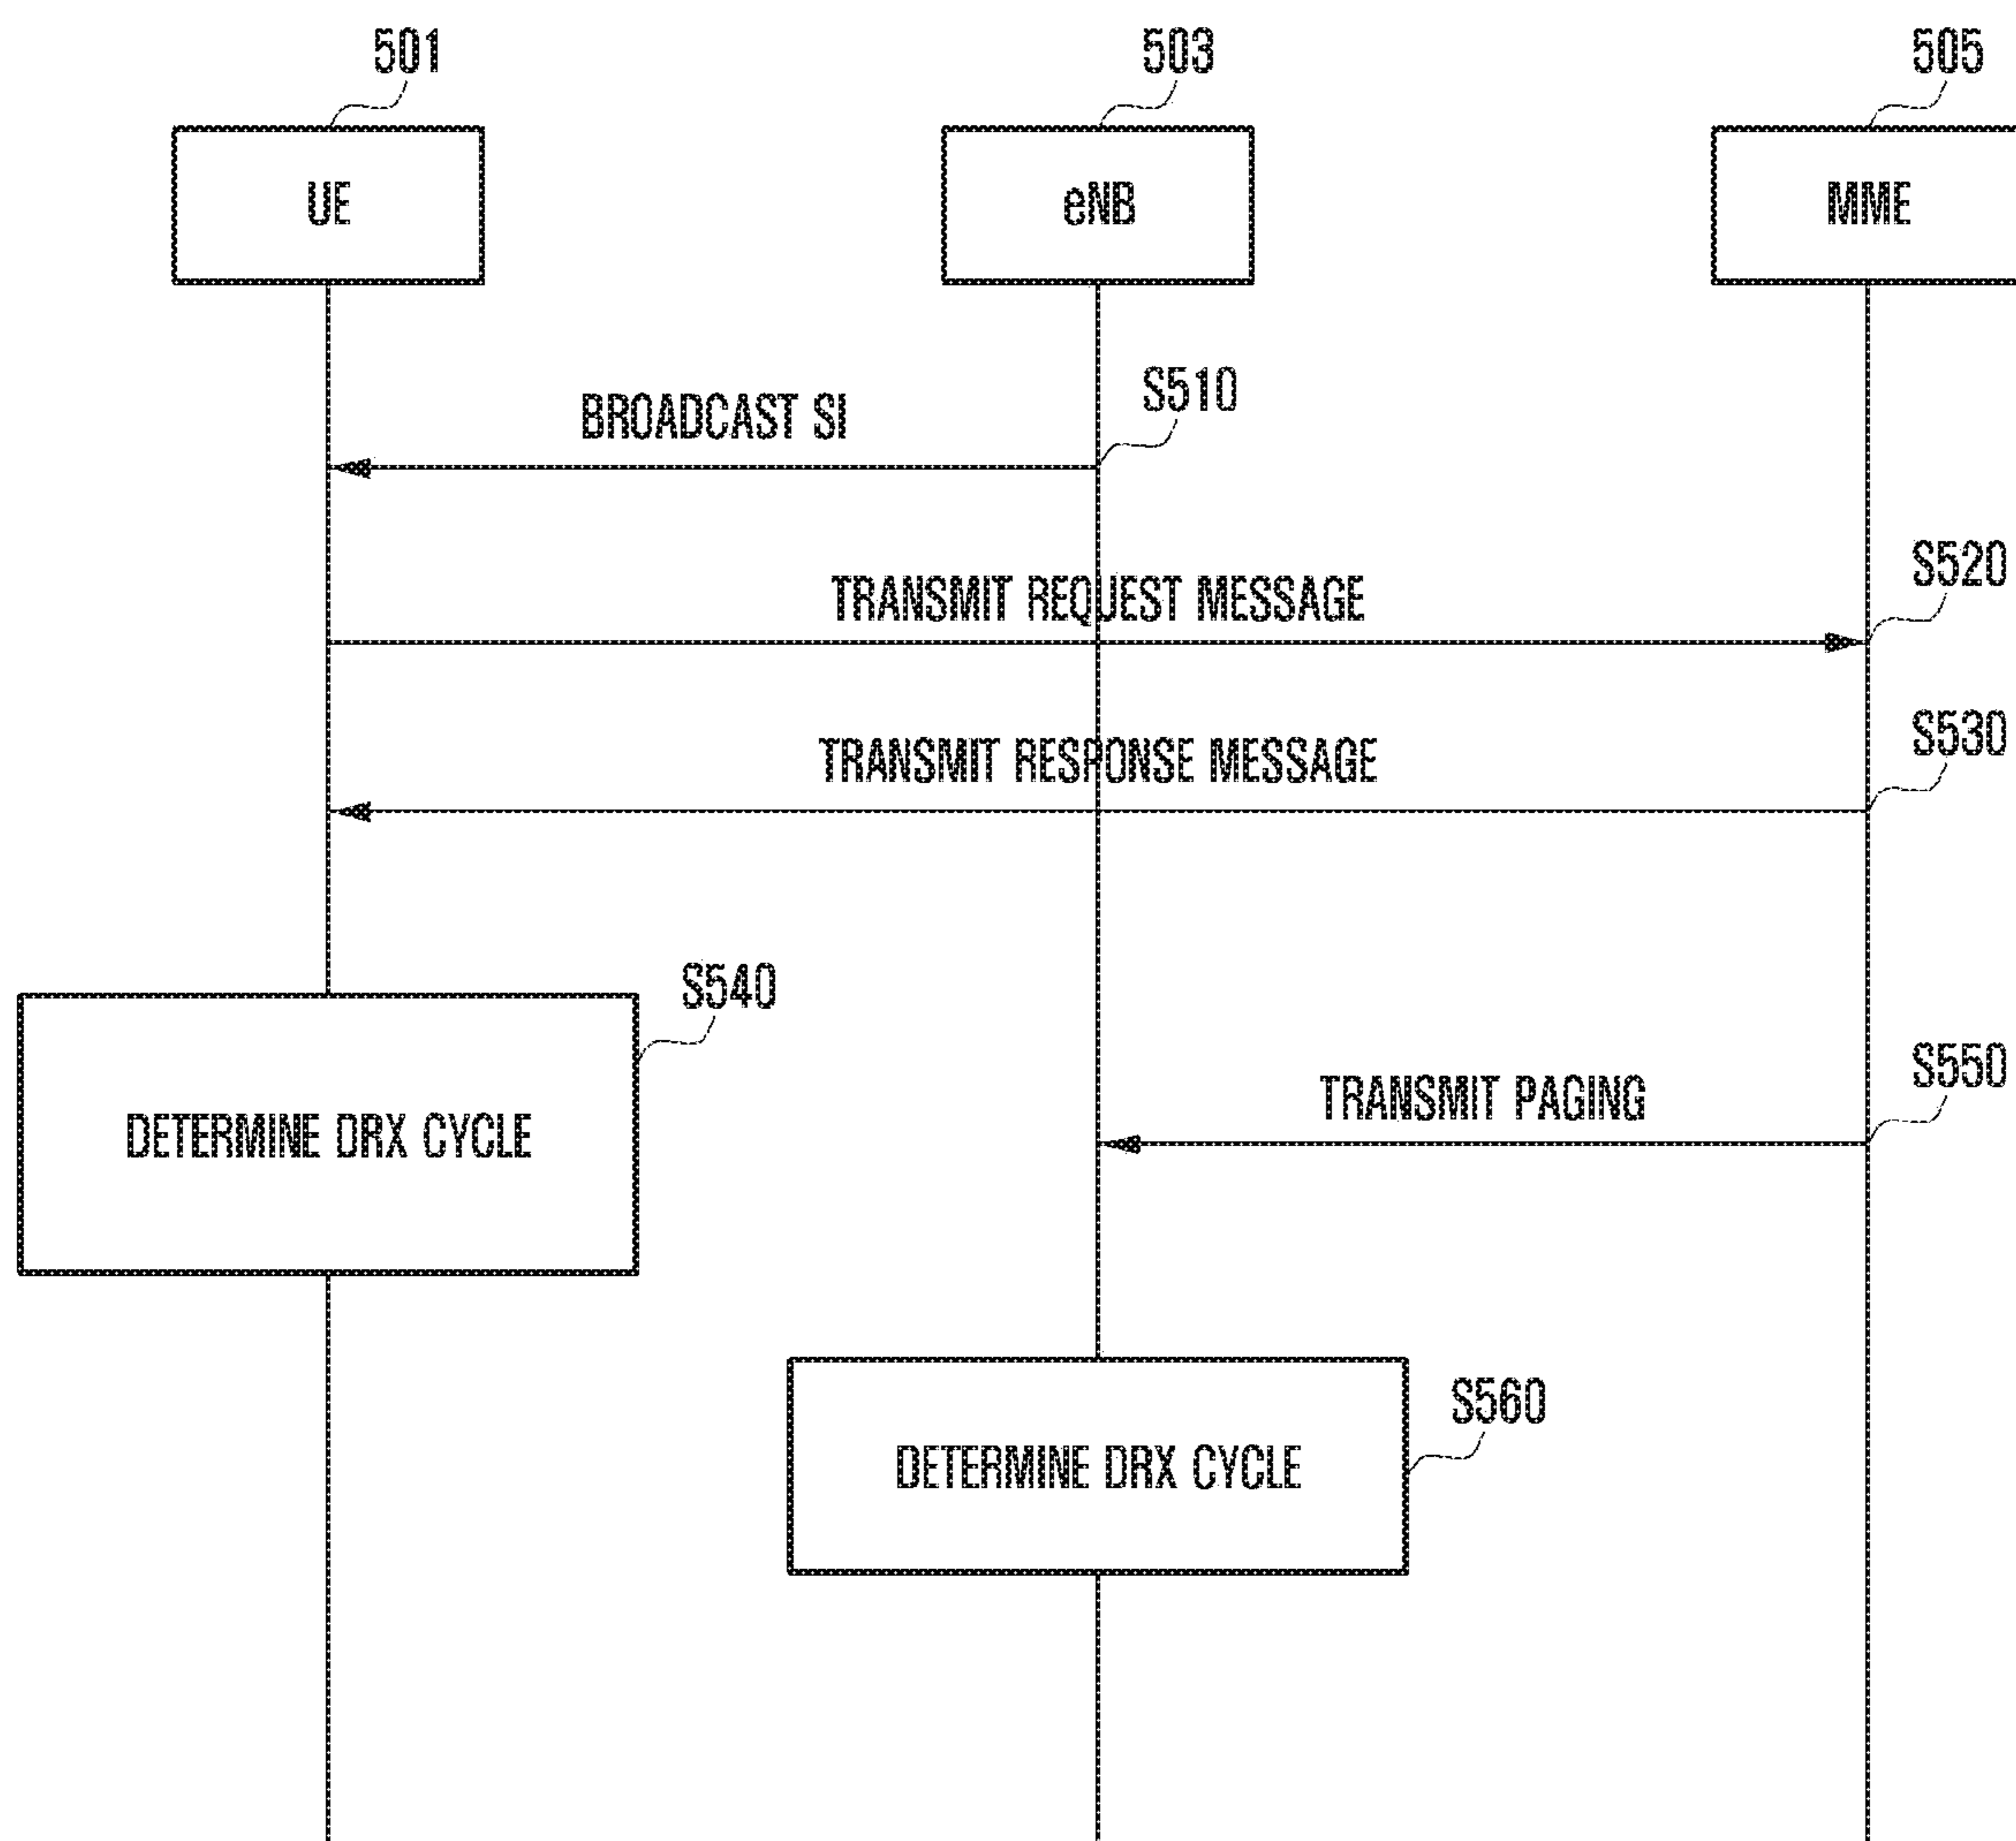 501
503
505
UE
eNB
MME
S510
BROADCAST SI
S520
TRANSMIT REQUEST MESSAGE
S530
TRANSMIT RESPONSE MESSAGE
S540
S550
TRANSMIT PAGING
DETERMINE DRX CYCLE
S560
DETERMINE DRX CYCLE